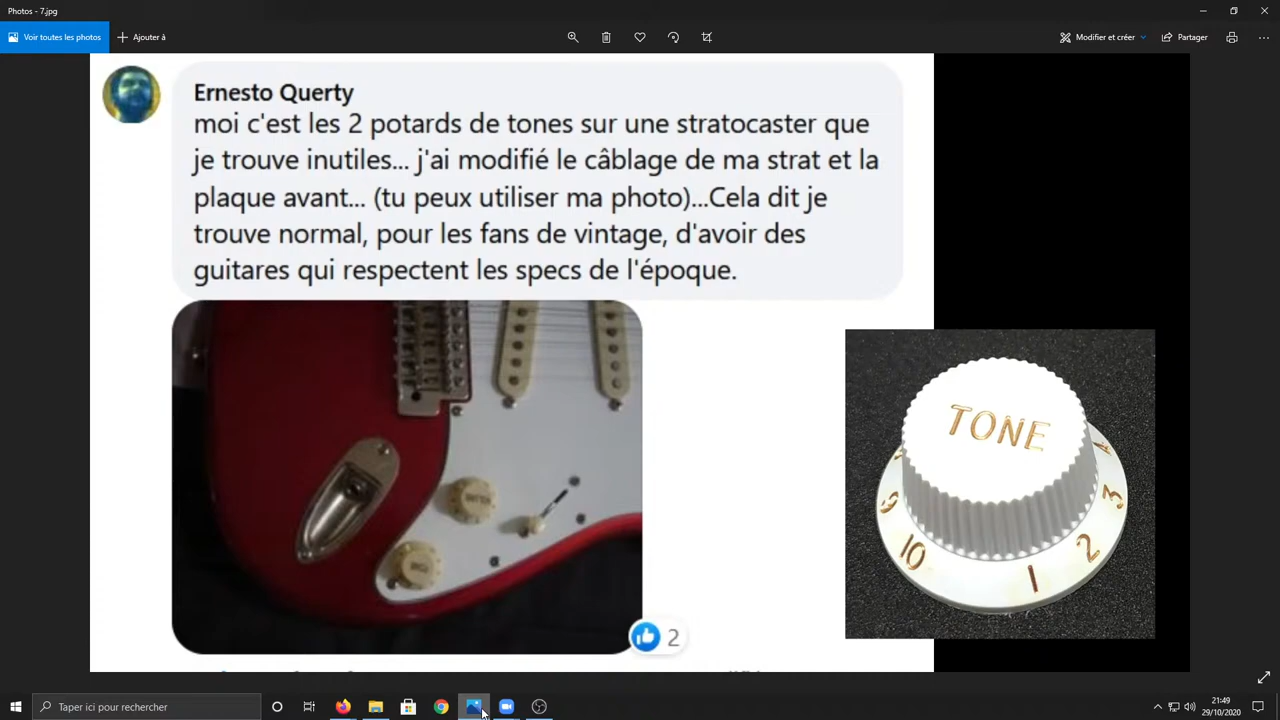 Photos - 7.jpg
Voir toutes les photos
Ajouter à
Modifier et créer
Partager
Ernesto Querty
moi c'est les 2 potards de tones sur une stratocaster que
je trouve inutiles... j'ai modifié le câblage de ma strat et la
plaque avant... (tu peux utiliser ma photo)...Cela dit je
trouve normal, pour les fans de vintage, d'avoir des
guitares qui respectent les specs de l'époque.
TONE
4
3
2
1
10
9
2
Taper ici pour rechercher
21:49
29/10/2020